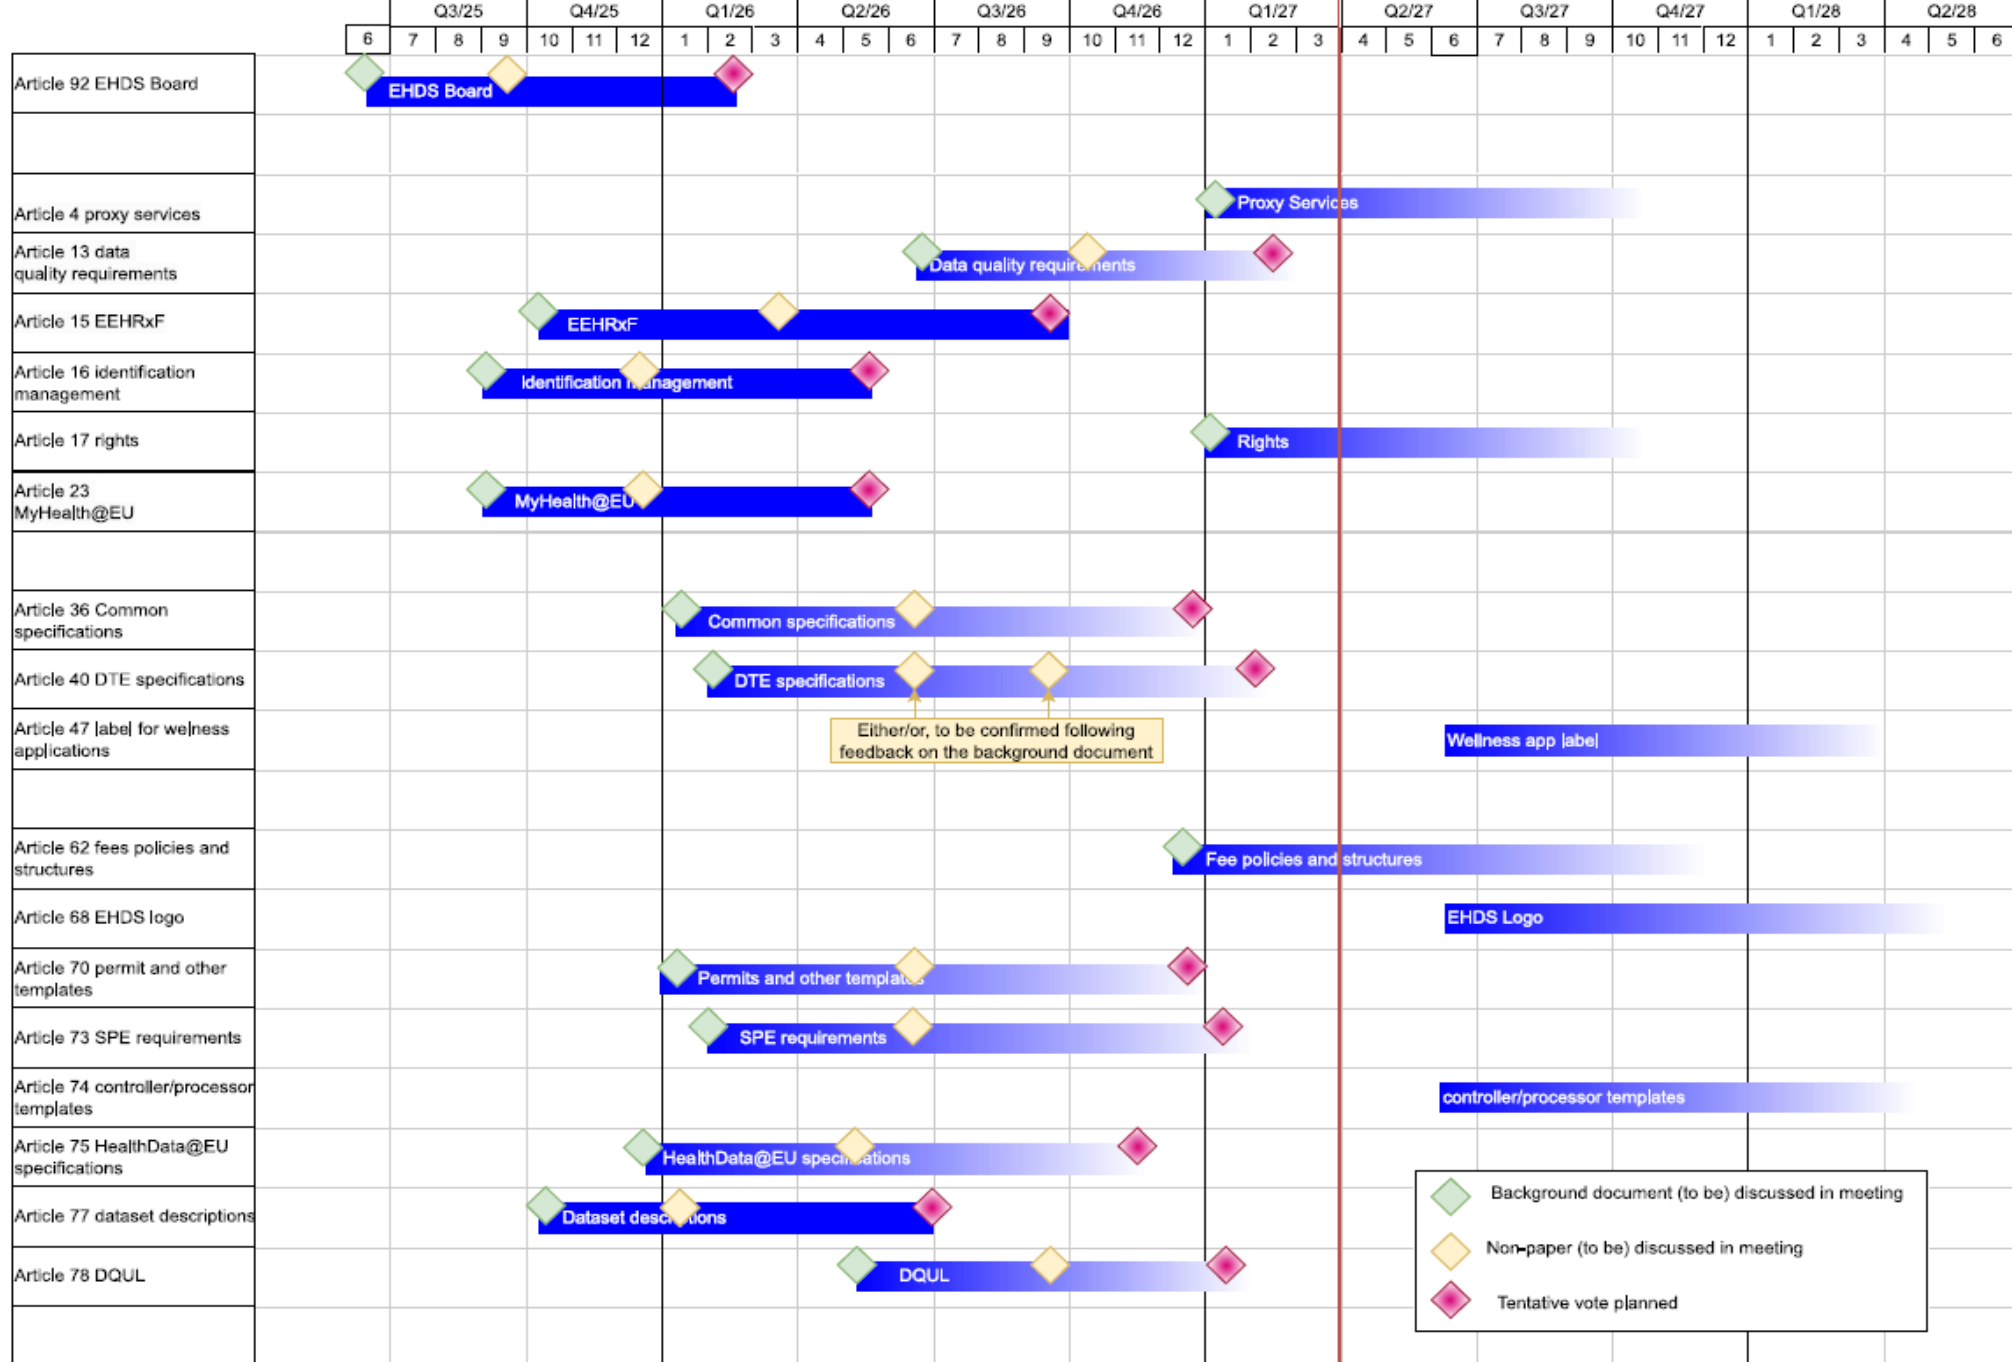 Q3/25 Q4/25 Q1/26 Q2/26 Q3/26 Q4/26 Q1/27 Q2/27 Q3/27 Q4/27 Q1/28 Q2/28
6 7 8 9 10 11 12 1 2 3 4 5 6 7 8 9 10 11 12 1 2 3 4 5 6 7 8 9 10 11 12 1 2 3 4 5 6
Article 92 EHDS Board
EHDS Board
Article 4 proxy services
Proxy Services
Article 13 data
quality requirements
Data quality requirements
Article 15 EEHRxF
EEHRxF
Article 16 identification
management
Identification management
Article 17 rights
Rights
Article 23
MyHealth@EU
MyHealth@EU
Article 36 Common
specifications
Common specifications
Article 40 DTE specifications
DTE specifications
Either/or, to be confirmed following
feedback on the background document
Article 47 label for welness
applications
Wellness app label
Article 62 fees policies and
structures
Fee policies and structures
Article 68 EHDS logo
EHDS Logo
Article 70 permit and other
templates
Permits and other templates
Article 73 SPE requirements
SPE requirements
Article 74 controller/processor
templates
controller/processor templates
Article 75 HealthData@EU
specifications
HealthData@EU specifications
Article 77 dataset descriptions
Dataset descriptions
Article 78 DQUL
DQUL
Background document (to be) discussed in meeting
Non-paper (to be) discussed in meeting
Tentative vote planned